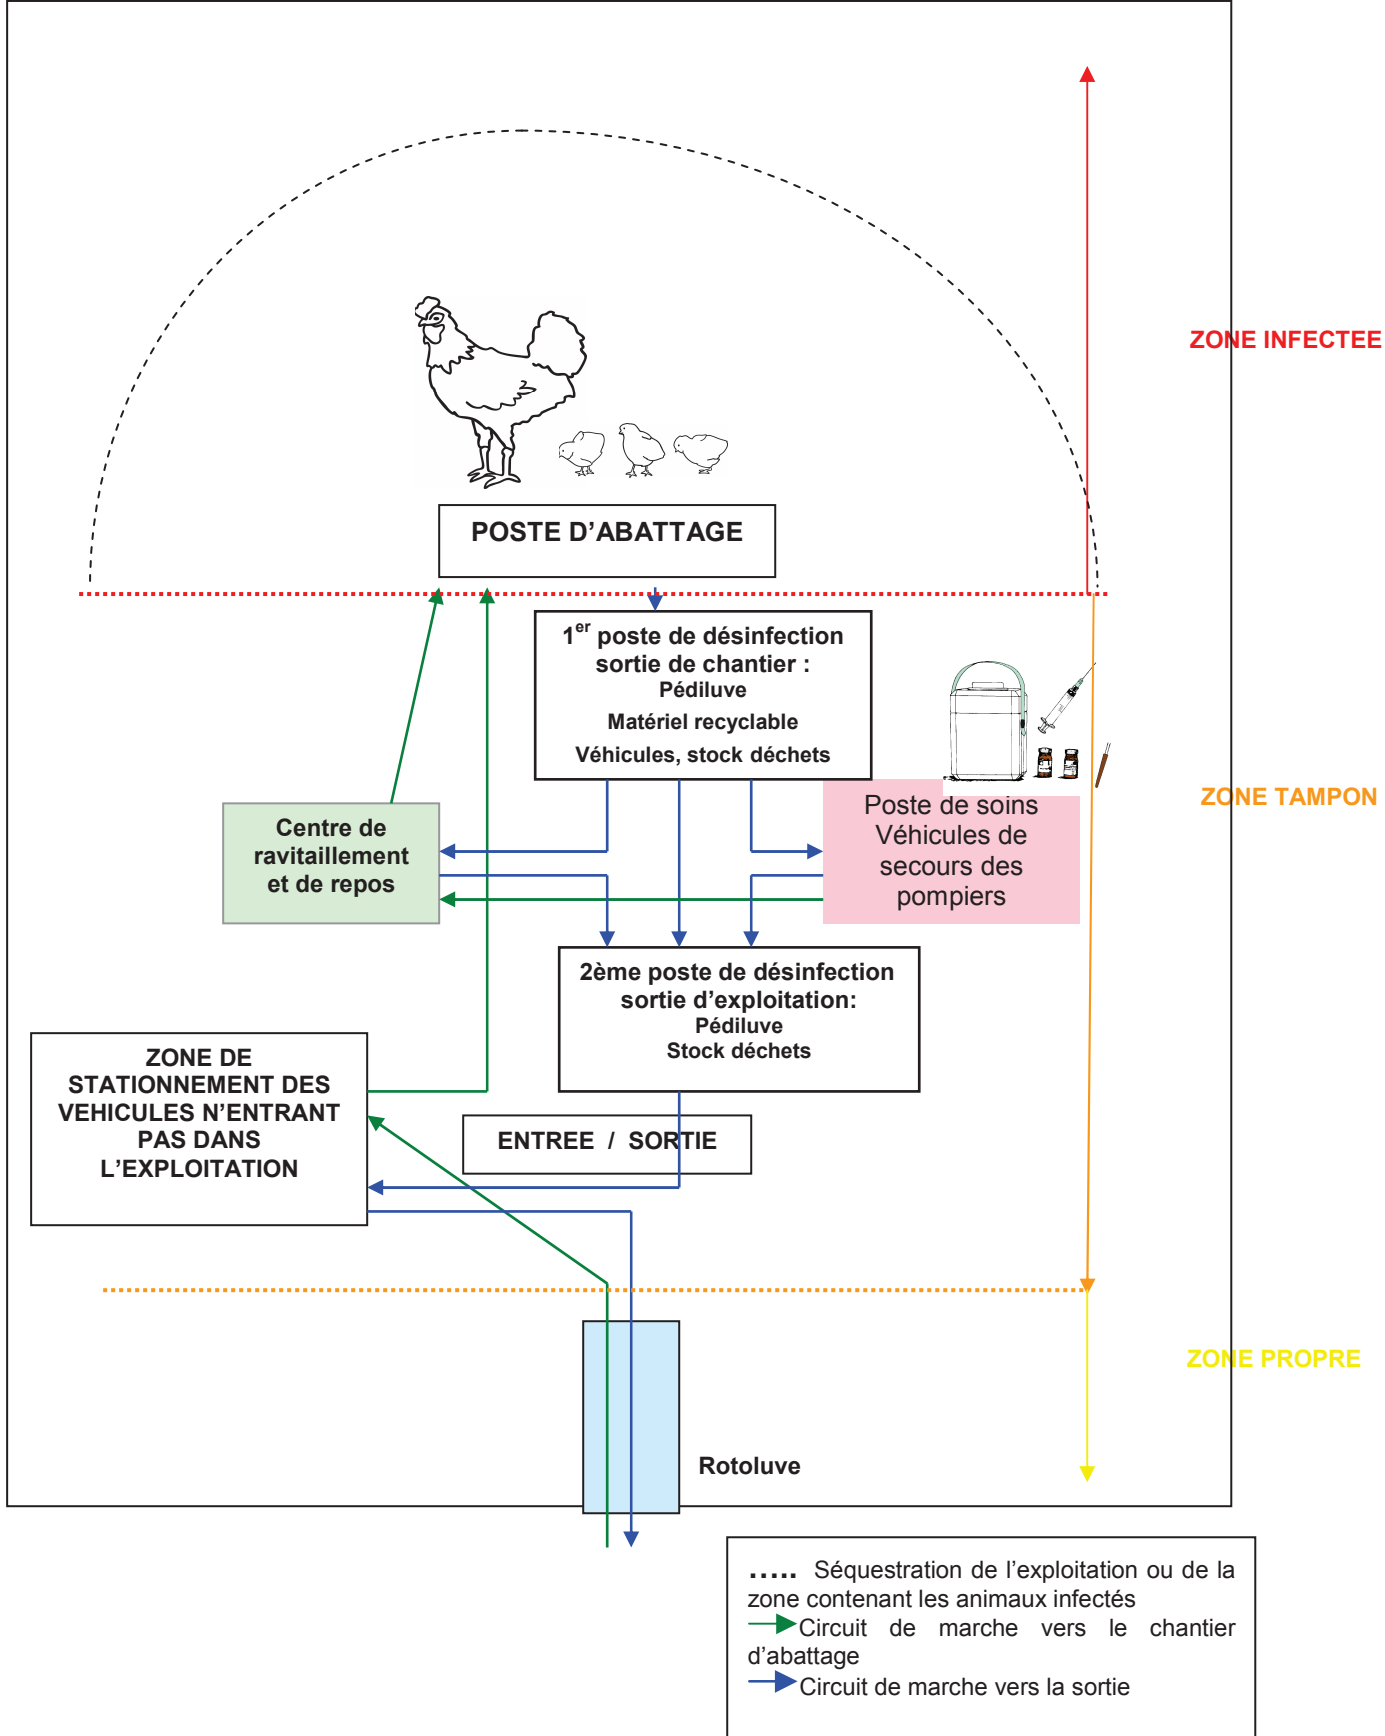 ZONE INFECTEE
POSTE D’ABATTAGE
1er poste de désinfection
sortie de chantier :
Pédiluve
Matériel recyclable
Véhicules, stock déchets
ZONE TAMPON
Centre de
ravitaillement
et de repos
Poste de soins
Véhicules de
secours des
pompiers
2ème poste de désinfection
sortie d’exploitation:
Pédiluve
Stock déchets
ZONE DE
STATIONNEMENT DES
VEHICULES N’ENTRANT
PAS DANS
L’EXPLOITATION
ENTREE / SORTIE
ZONE PROPRE
Rotoluve
..... Séquestration de l’exploitation ou de la
zone contenant les animaux infectés
Circuit de marche vers le chantier
d’abattage
Circuit de marche vers la sortie